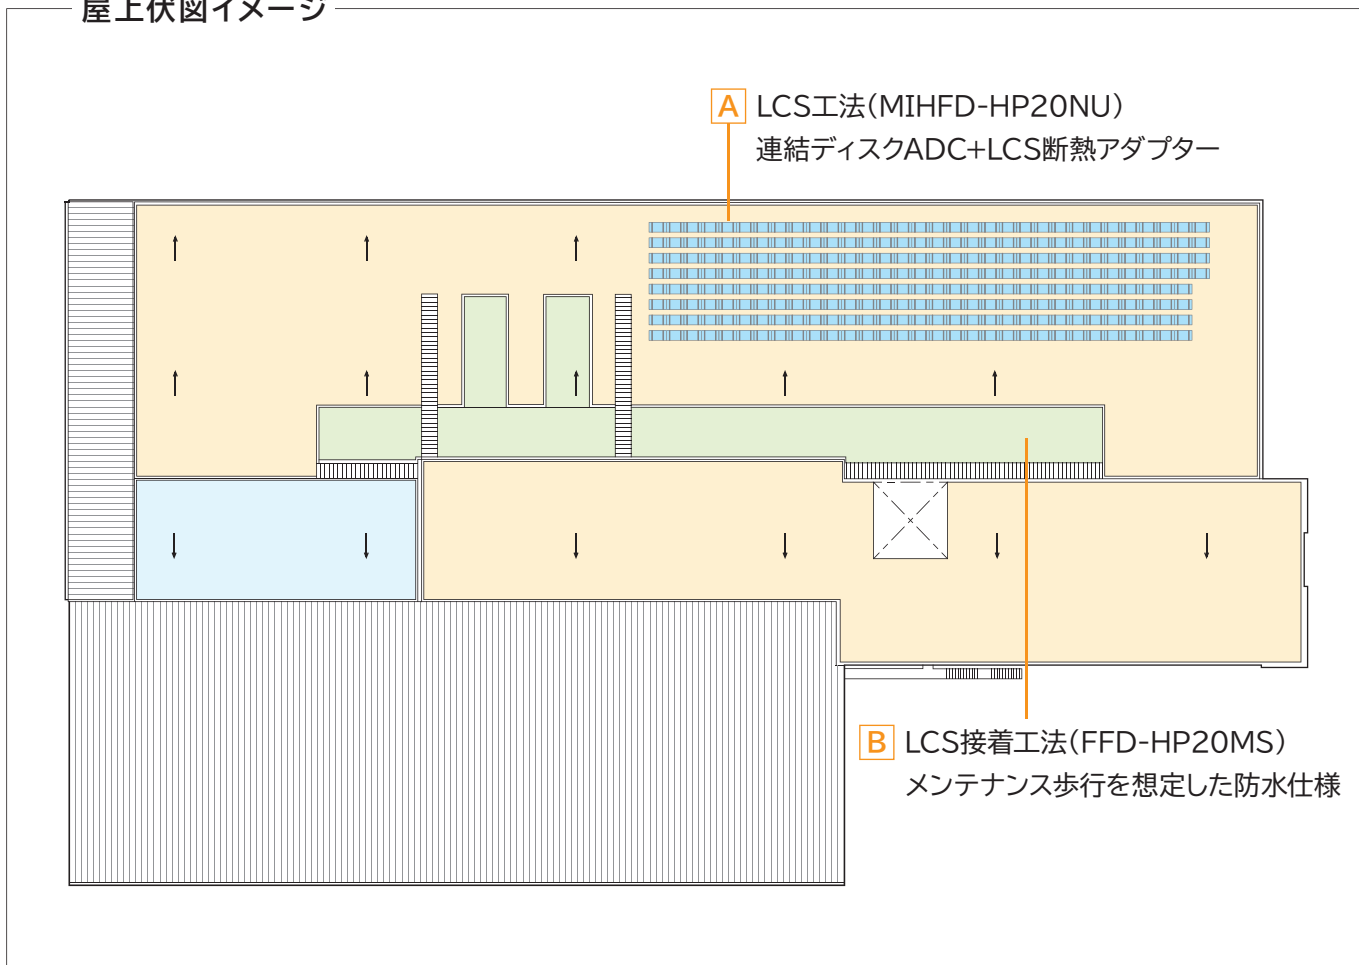 屋上伏図イメージ
A LCS工法(MIHFD-HP20NU)
連結ディスクADC+LCS断熱アダプター
B LCS接着工法(FFD-HP20MS)
メンテナンス歩行を想定した防水仕様